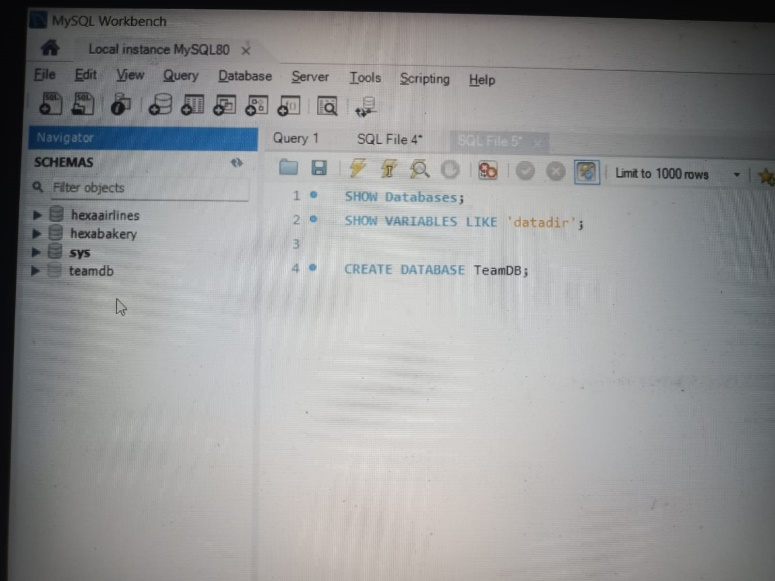 MySQL Workbench
Local instance MySQL80 x
File Edit View Query Database Server Tools Scripting Help
Navigator
Query 1 SQL File 4* SQL File 5* x
SCHEMAS
Limit to 1000 rows
Filter objects
hexaairlines
hexabakery
sys
teamdb
1 SHOW Databases;
2 SHOW VARIABLES LIKE 'datadir';
3
4 CREATE DATABASE TeamDB;